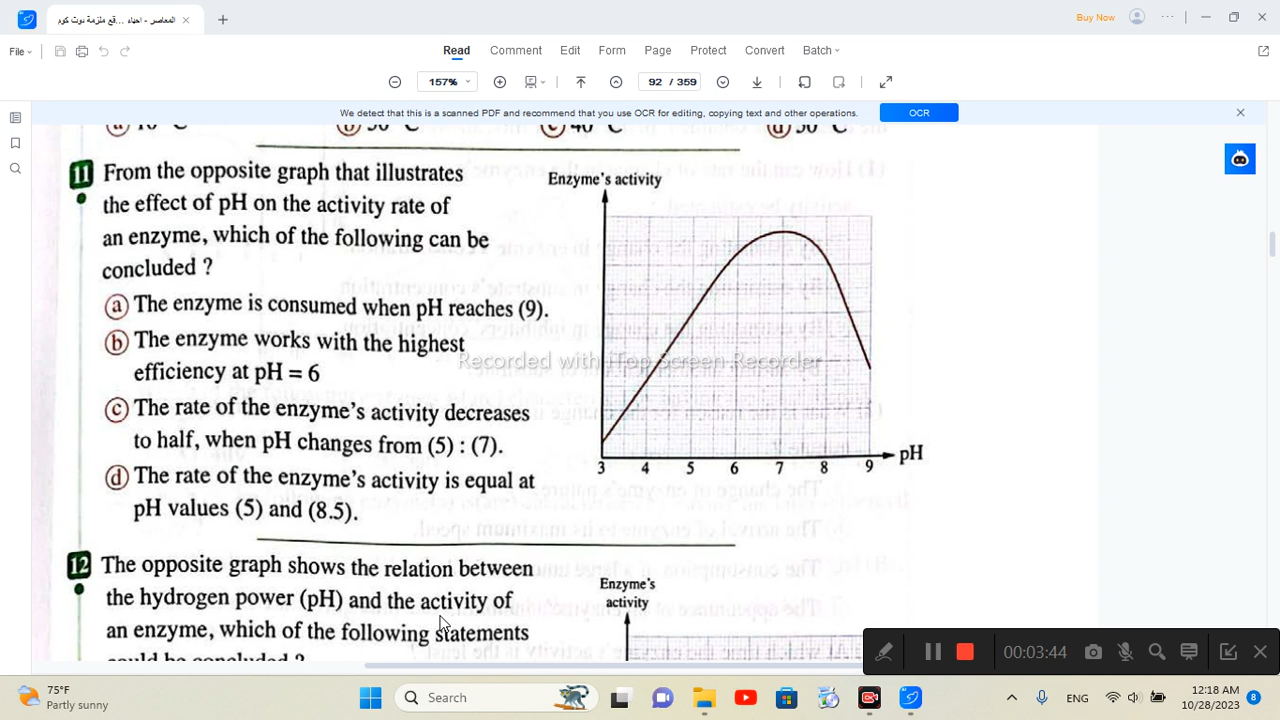 المعاصر - احياء ...قع ملزمة دوت كوم
Buy Now
File
Read Comment Edit Form Page Protect Convert Batch
157% 92 / 359
We detect that this is a scanned PDF and recommend that you use OCR for editing, copying text and other operations. OCR
11 From the opposite graph that illustrates
the effect of pH on the activity rate of
an enzyme, which of the following can be
concluded ?
a The enzyme is consumed when pH reaches (9).
b The enzyme works with the highest
efficiency at pH = 6
c The rate of the enzyme's activity decreases
to half, when pH changes from (5) : (7).
d The rate of the enzyme's activity is equal at
pH values (5) and (8.5).
Enzyme's activity
3 4 5 6 7 8 9 pH
Recorded with iTop Screen Recorder
12 The opposite graph shows the relation between
the hydrogen power (pH) and the activity of
an enzyme, which of the following statements
could be concluded ?
Enzyme's
activity
00:03:44
75°F
Partly sunny
Search
ENG
12:18 AM
10/28/2023
8